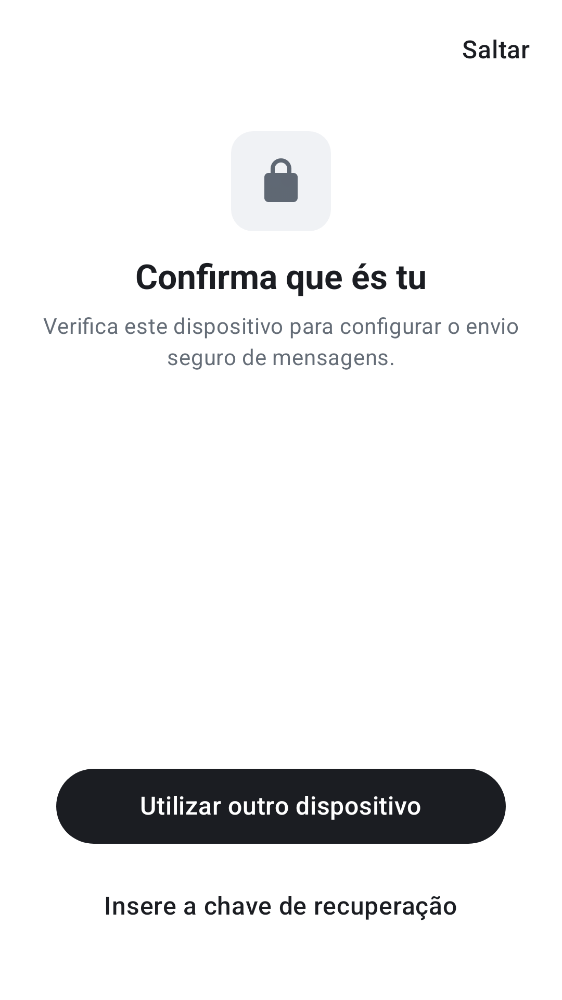 Saltar
Confirma que és tu
Verifica este dispositivo para configurar o envio
seguro de mensagens.
Utilizar outro dispositivo
Insere a chave de recuperação